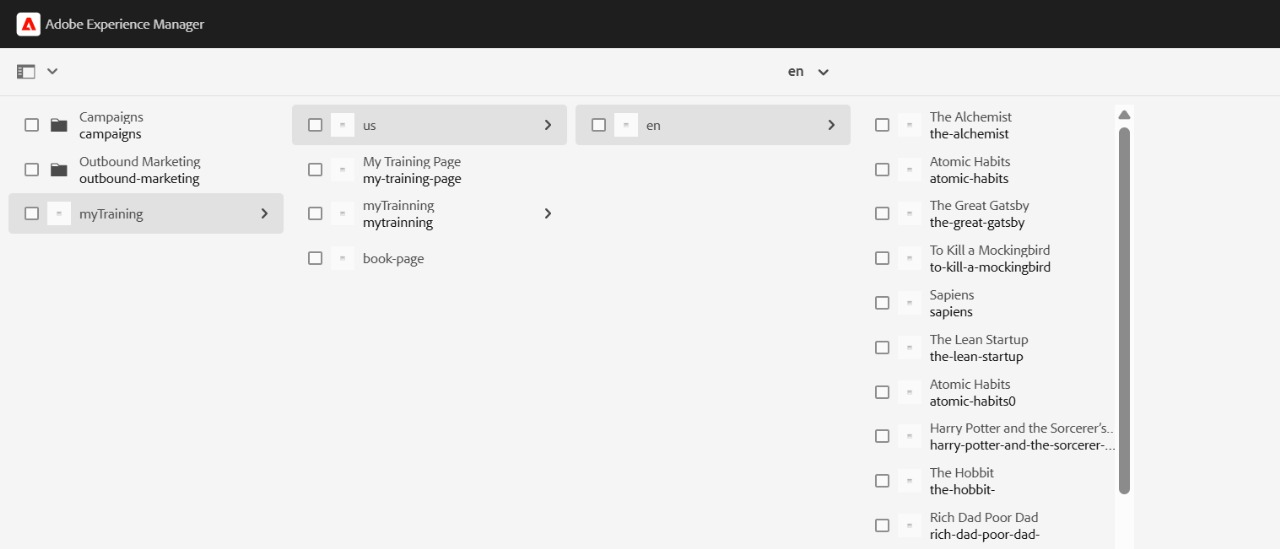 Adobe Experience Manager
en
Campaigns
campaigns
Outbound Marketing
outbound-marketing
myTraining
us
My Training Page
my-training-page
myTrainning
mytrainning
book-page
en
The Alchemist
the-alchemist
Atomic Habits
atomic-habits
The Great Gatsby
the-great-gatsby
To Kill a Mockingbird
to-kill-a-mockingbird
Sapiens
sapiens
The Lean Startup
the-lean-startup
Atomic Habits
atomic-habits0
Harry Potter and the Sorcerer's..
harry-potter-and-the-sorcerer-...
The Hobbit
the-hobbit-
Rich Dad Poor Dad
rich-dad-poor-dad-